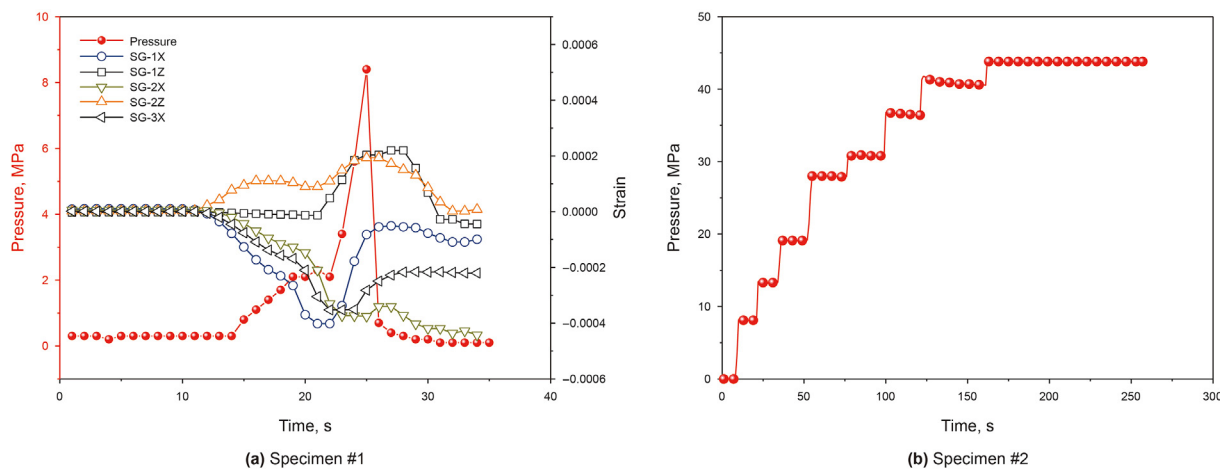 10
8
6
4
2
0
Pressure, MPa
Pressure
SG-1X
SG-1Z
SG-2X
SG-2Z
SG-3X
0.0006
0.0004
0.0002
0.0000
−0.0002
−0.0004
−0.0006
Strain
0 10 20 30 40
Time, s
(a) Specimen #1
50
40
30
20
10
0
Pressure, MPa
0 50 100 150 200 250 300
Time, s
(b) Specimen #2